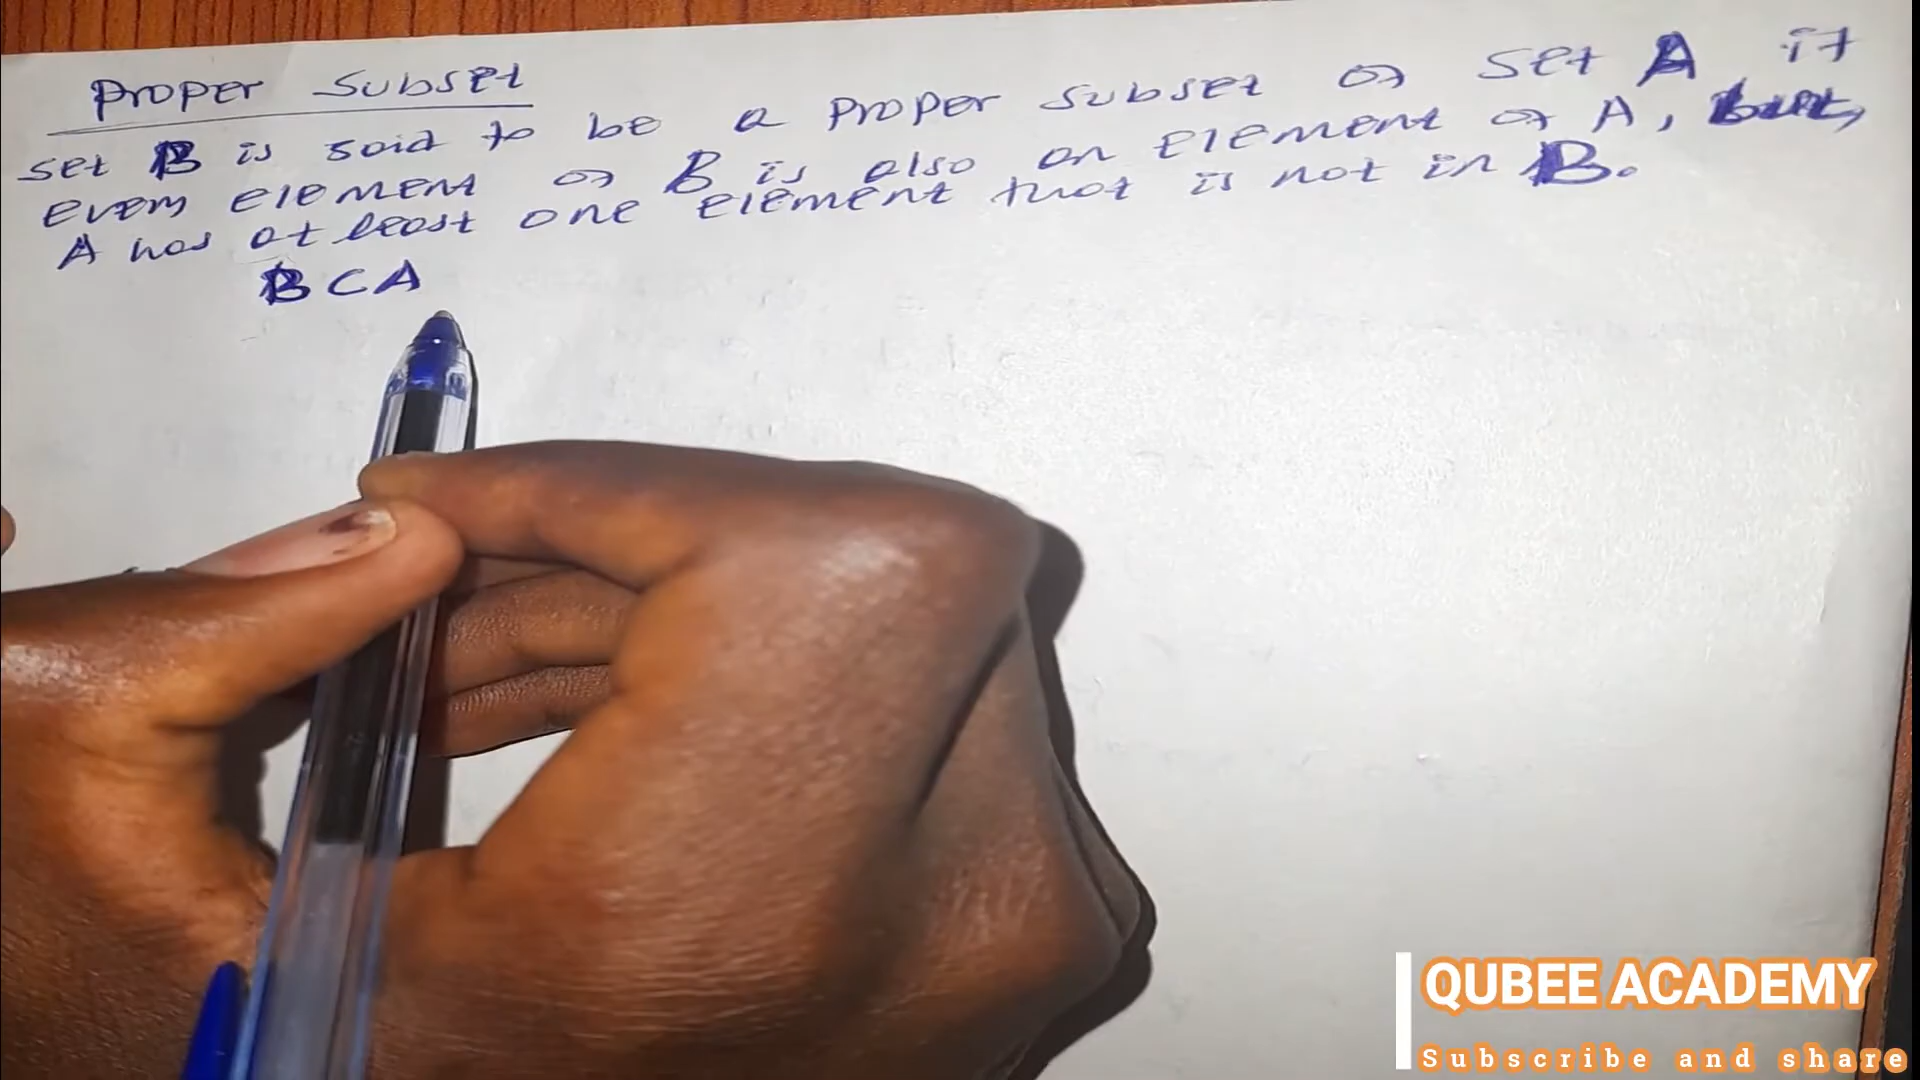 Proper Subset
Set B is said to be a proper subset of set A if
every element of B is also an element of A, but,
A has at least one element that is not in B.
B ⊂ A
QUBEE ACADEMY
Subscribe and share